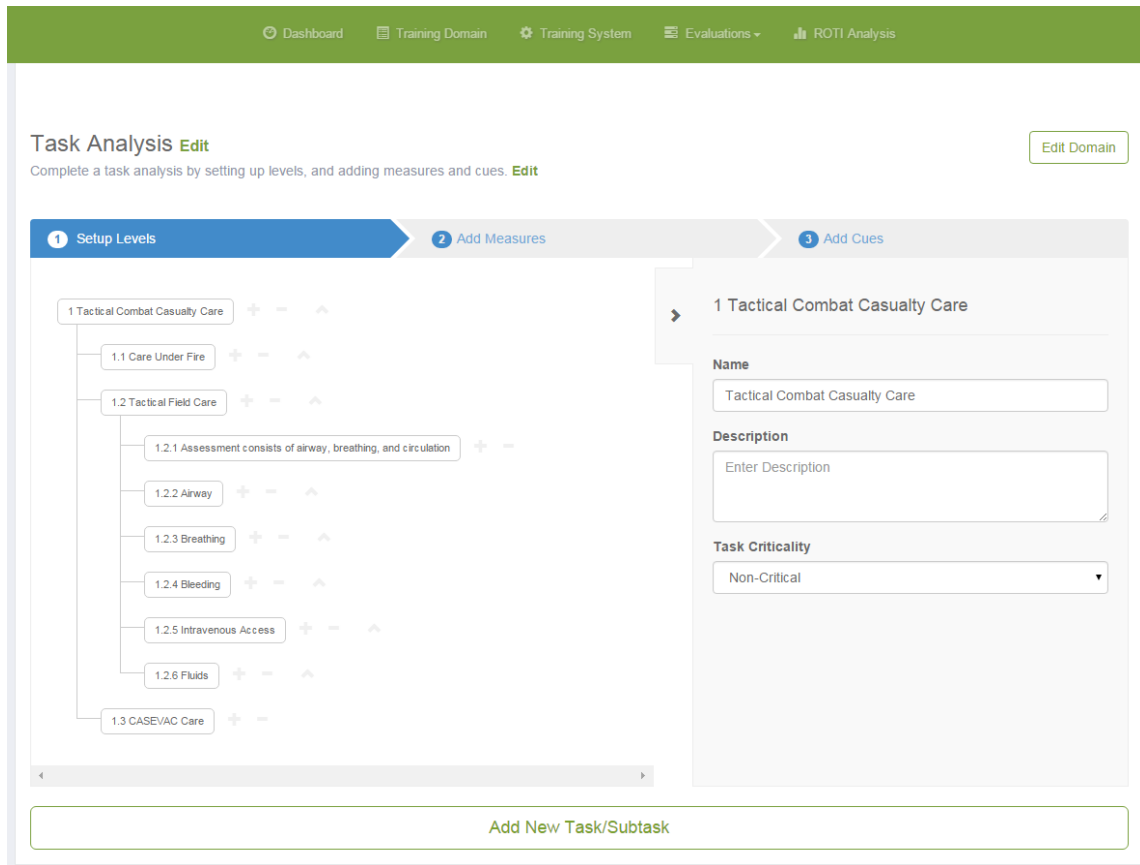 Dashboard Training Domain Training System Evaluations ROTI Analysis
Task Analysis Edit
Edit Domain
Complete a task analysis by setting up levels, and adding measures and cues. Edit
1 Setup Levels
2 Add Measures
3 Add Cues
1 Tactical Combat Casualty Care
1.1 Care Under Fire
1.2 Tactical Field Care
1.2.1 Assessment consists of airway, breathing, and circulation
1.2.2 Airway
1.2.3 Breathing
1.2.4 Bleeding
1.2.5 Intravenous Access
1.2.6 Fluids
1.3 CASEVAC Care
1 Tactical Combat Casualty Care
Name
Tactical Combat Casualty Care
Description
Enter Description
Task Criticality
Non-Critical
Add New Task/Subtask